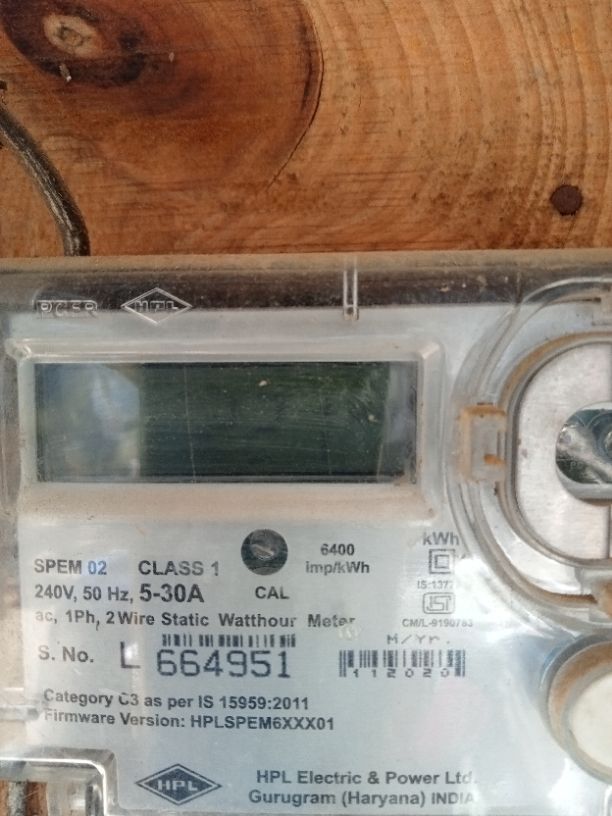 HPL
kWh
6400
imp/kWh
SPEM 02 CLASS 1
240V, 50 Hz, 5-30A
CAL
ac, 1Ph, 2 Wire Static Watthour Meter
CM/L-9190783
M/Yr.
S. No. L 664951
112020
Category C3 as per IS 15959:2011
Firmware Version: HPLSPEM6XXX01
HPL
HPL Electric & Power Ltd.
Gurugram (Haryana) INDIA